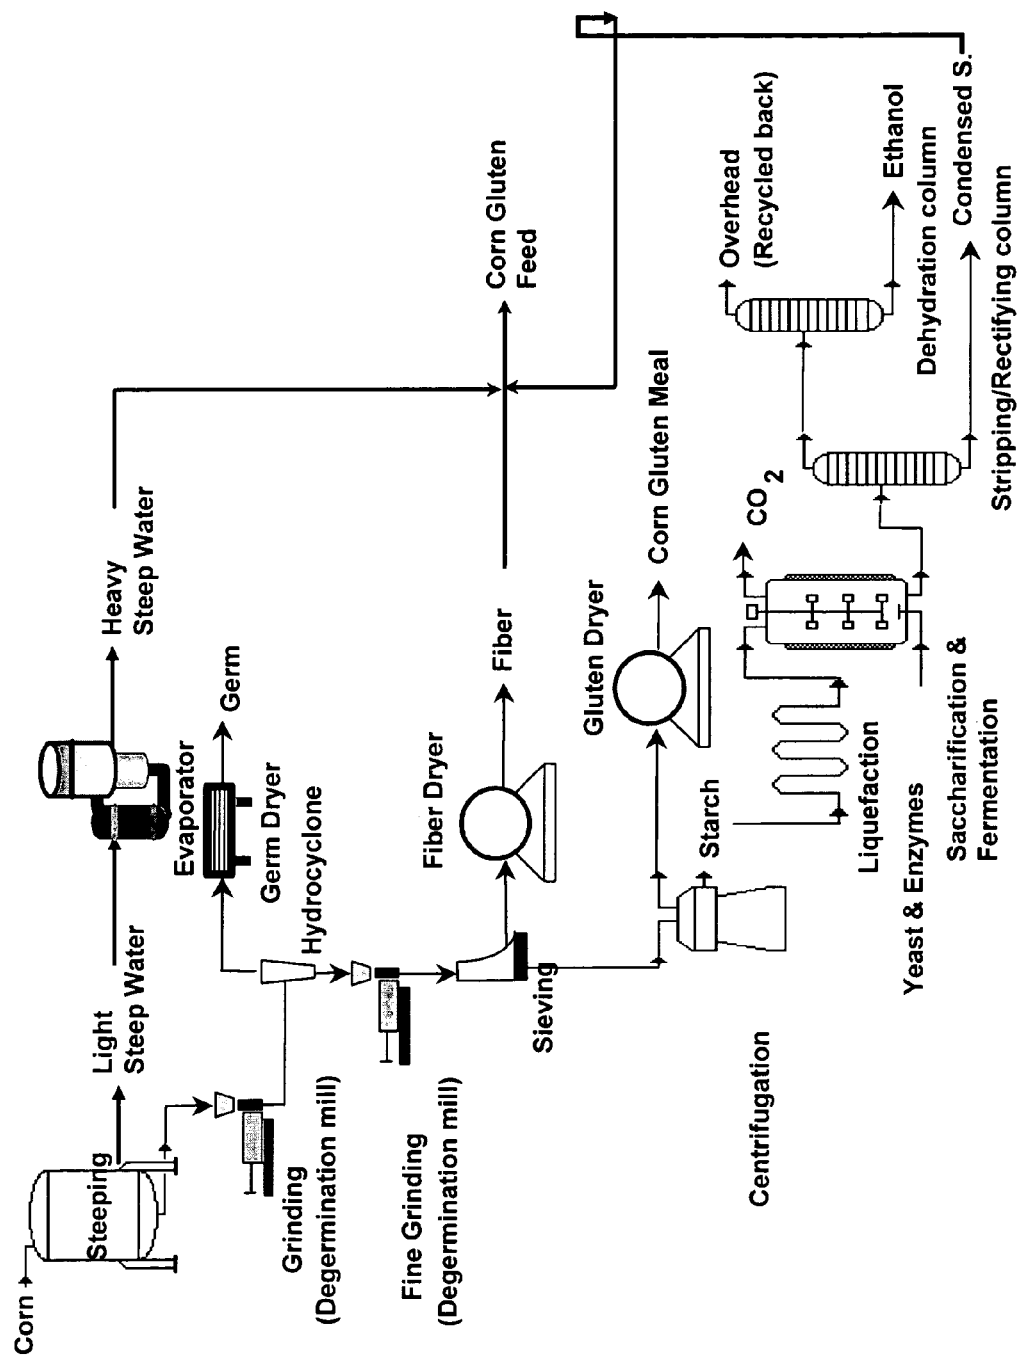 Corn
Steeping
Light
Steep Water
Evaporator
Heavy
Steep Water
Grinding
(Degermination mill)
Hydrocyclone
Germ Dryer
Germ
Fine Grinding
(Degermination mill)
Sieving
Fiber Dryer
Fiber
Corn Gluten
Feed
Centrifugation
Starch
Gluten Dryer
Corn Gluten Meal
Liquefaction
Yeast & Enzymes
Saccharification &
Fermentation
CO2
Stripping/Rectifying column
Overhead
(Recycled back)
Ethanol
Dehydration column
Condensed S.